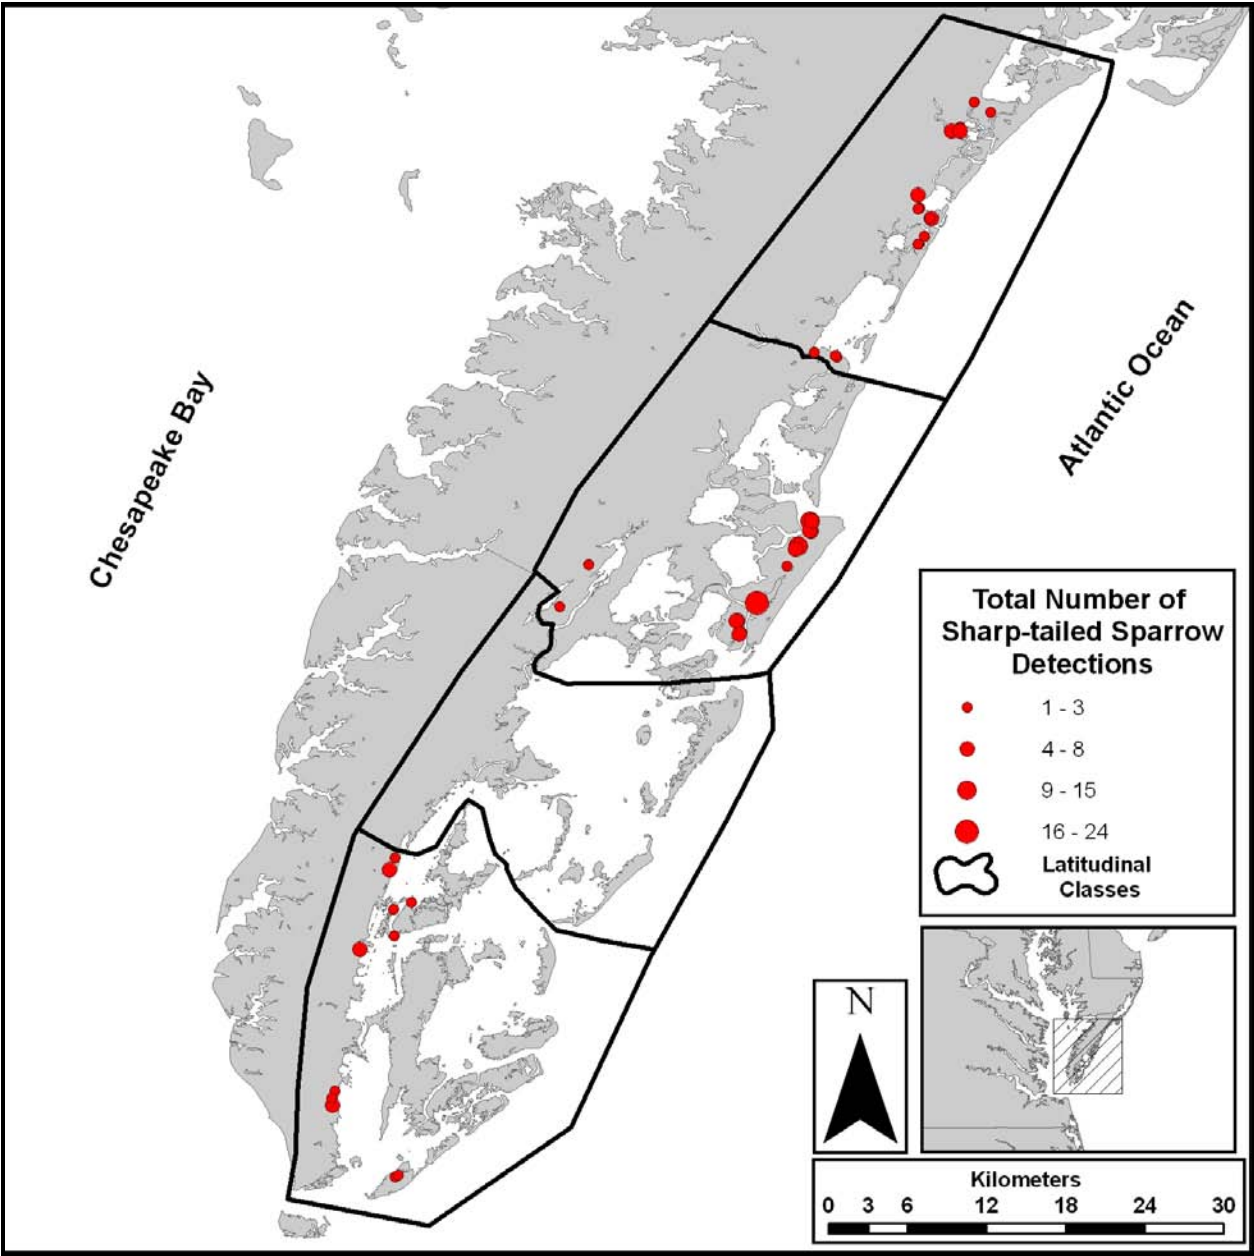 Chesapeake Bay
Atlantic Ocean
Total Number of
Sharp-tailed Sparrow
Detections
1 - 3
4 - 8
9 - 15
16 - 24
Latitudinal
Classes
N
Kilometers
0 3 6 12 18 24 30